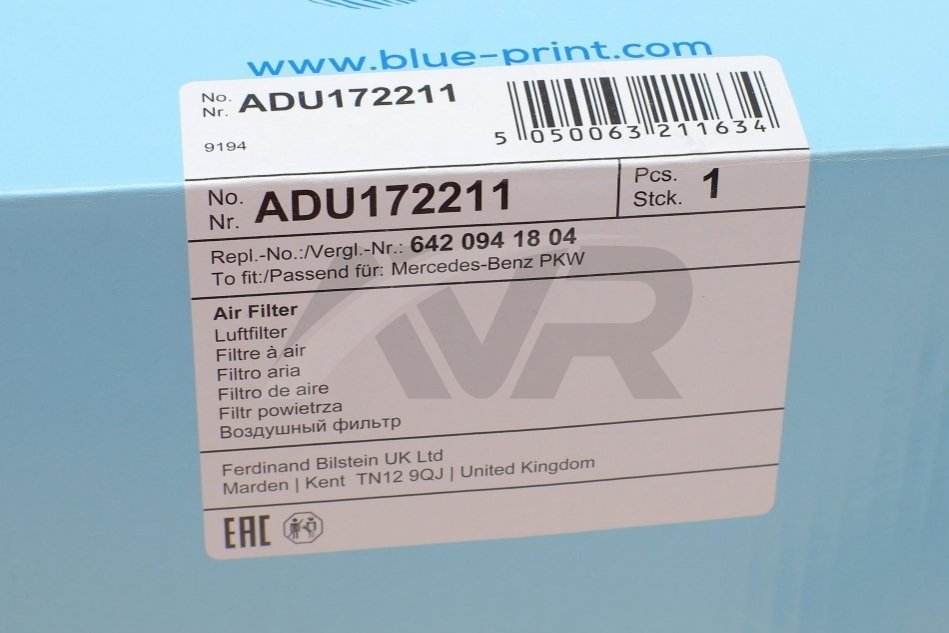 www.blue-print.com
No. Nr. ADU172211
5 050063 211634
9194
No. Nr. ADU172211
Pcs. Stck. 1
Repl.-No.:/Vergl.-Nr.: 642 094 18 04
To fit:/Passend für: Mercedes-Benz PKW
Air Filter
Luftfilter
Filtre à air
Filtro aria
Filtro de aire
Filtr powietrza
Воздушный фильтр
Ferdinand Bilstein UK Ltd
Marden | Kent TN12 9QJ | United Kingdom
EAC
AVR